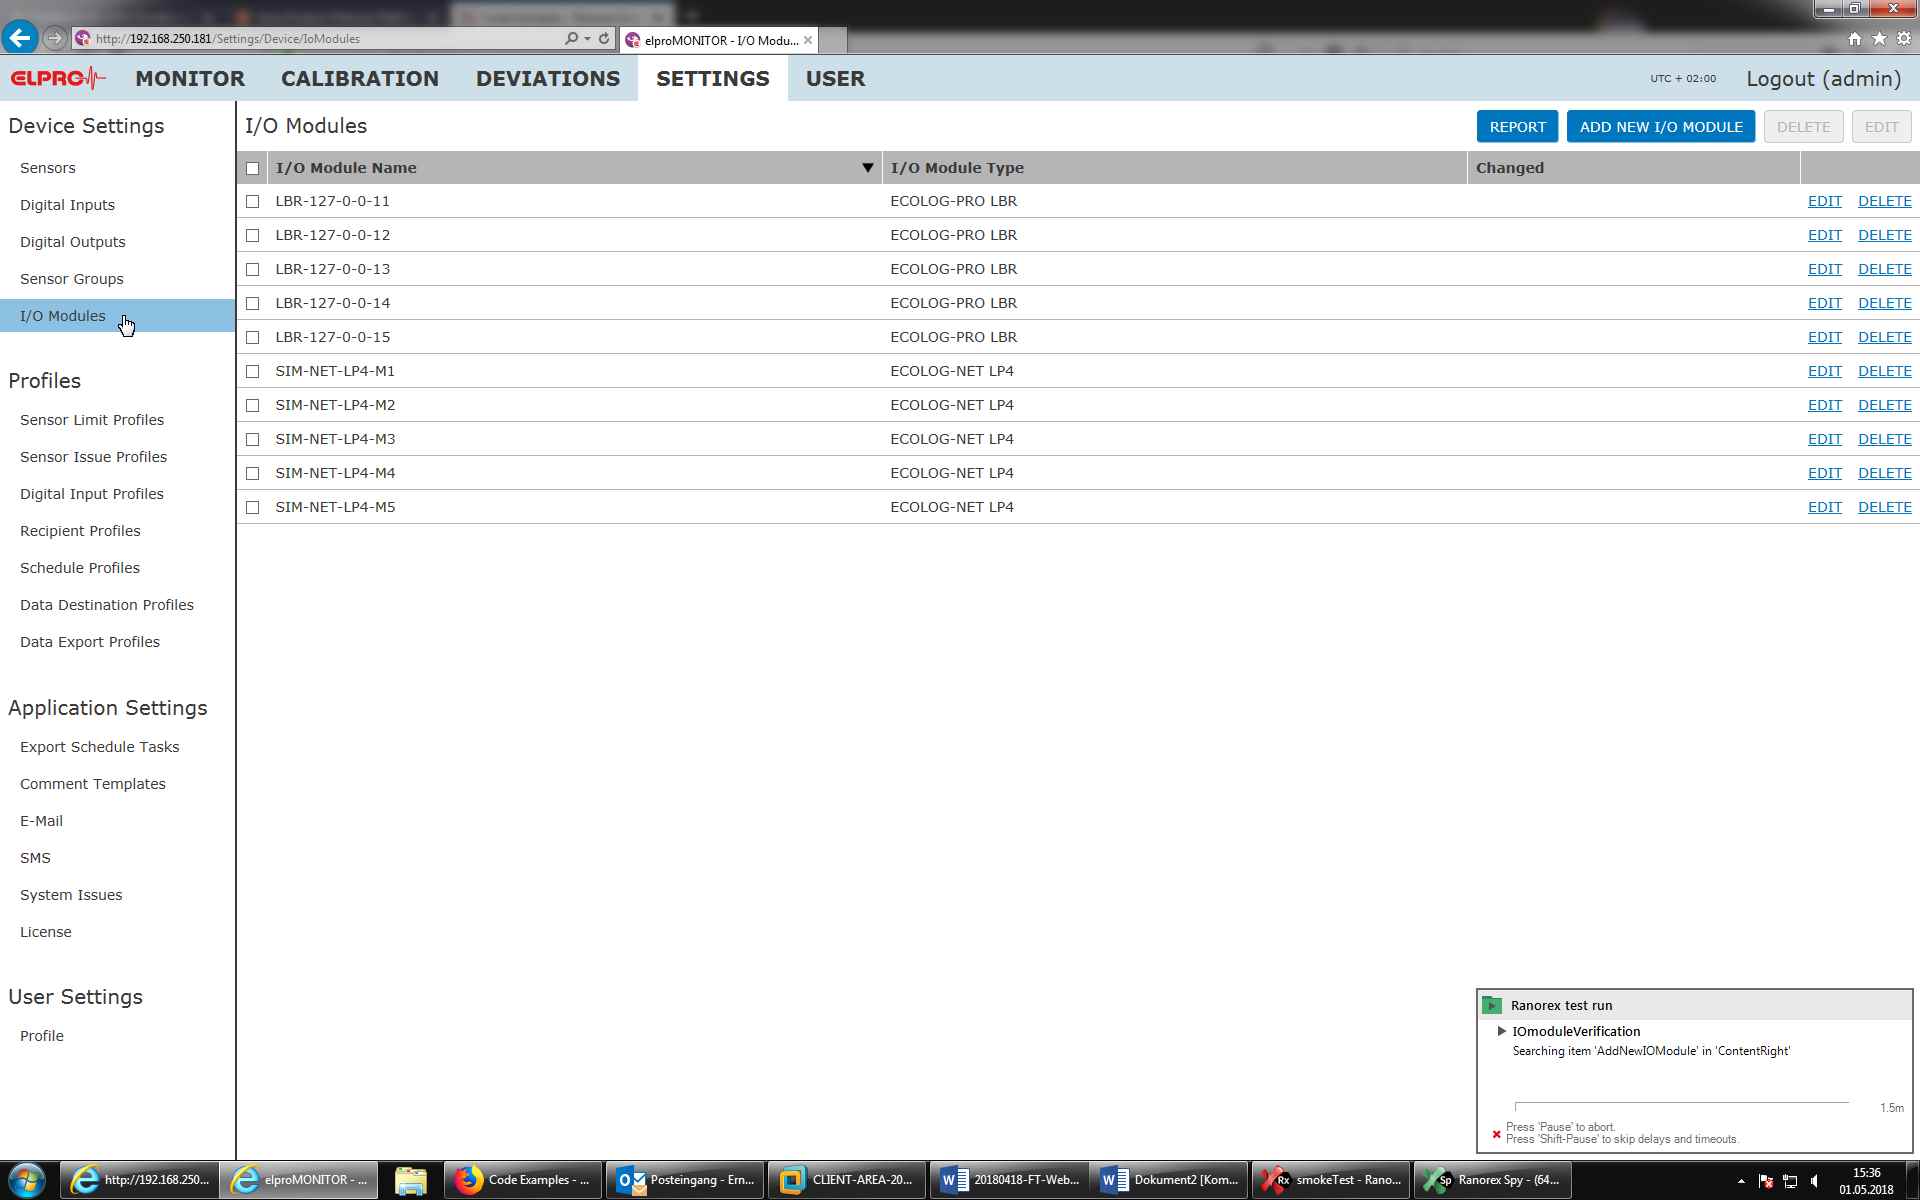 http://192.168.250.181/Settings/Device/IoModules
elproMONITOR - I/O Modu...
ELPRO MONITOR CALIBRATION DEVIATIONS SETTINGS USER UTC + 02:00 Logout (admin)
Device Settings
Sensors
Digital Inputs
Digital Outputs
Sensor Groups
I/O Modules
Profiles
Sensor Limit Profiles
Sensor Issue Profiles
Digital Input Profiles
Recipient Profiles
Schedule Profiles
Data Destination Profiles
Data Export Profiles
Application Settings
Export Schedule Tasks
Comment Templates
E-Mail
SMS
System Issues
License
User Settings
Profile
I/O Modules REPORT ADD NEW I/O MODULE DELETE EDIT
I/O Module Name I/O Module Type Changed
LBR-127-0-0-11 ECOLOG-PRO LBR EDIT DELETE
LBR-127-0-0-12 ECOLOG-PRO LBR EDIT DELETE
LBR-127-0-0-13 ECOLOG-PRO LBR EDIT DELETE
LBR-127-0-0-14 ECOLOG-PRO LBR EDIT DELETE
LBR-127-0-0-15 ECOLOG-PRO LBR EDIT DELETE
SIM-NET-LP4-M1 ECOLOG-NET LP4 EDIT DELETE
SIM-NET-LP4-M2 ECOLOG-NET LP4 EDIT DELETE
SIM-NET-LP4-M3 ECOLOG-NET LP4 EDIT DELETE
SIM-NET-LP4-M4 ECOLOG-NET LP4 EDIT DELETE
SIM-NET-LP4-M5 ECOLOG-NET LP4 EDIT DELETE
Ranorex test run
IOmoduleVerification
Searching item 'AddNewIOModule' in 'ContentRight'
1.5m
Press 'Pause' to abort.
Press 'Shift-Pause' to skip delays and timeouts.
http://192.168.250... elproMONITOR - ... Code Examples - ... Posteingang - Ern... CLIENT-AREA-20... 20180418-FT-Web... Dokument2 [Kom... smokeTest - Rano... Ranorex Spy - (64...
15:36
01.05.2018